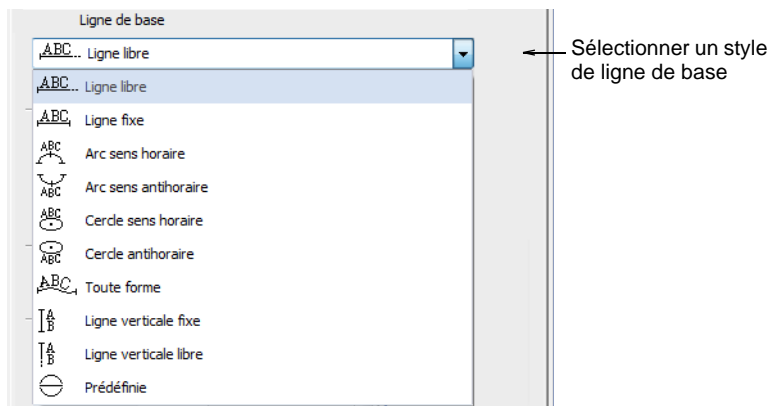 Ligne de base
ABC... Ligne libre
Sélectionner un style
de ligne de base
ABC... Ligne libre
ABC Ligne fixe
ABC Arc sens horaire
ABC Arc sens antihoraire
ABC Cercle sens horaire
ABC Cercle antihoraire
ABC Toute forme
AB Ligne verticale fixe
AB Ligne verticale libre
Prédéfinie